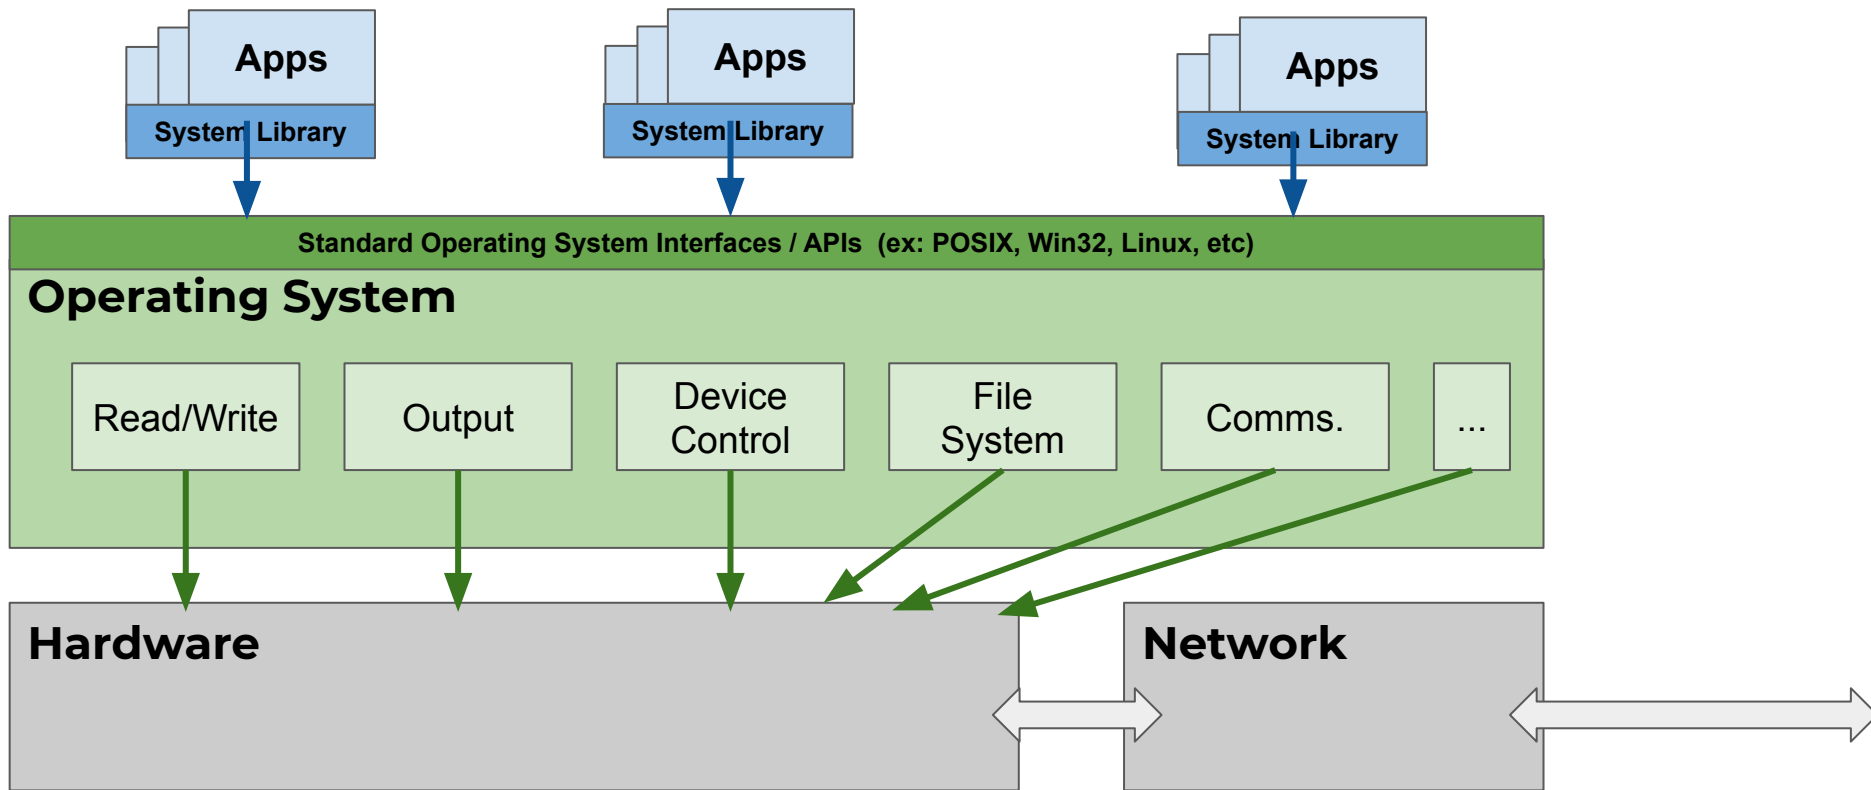 Apps
System Library
Apps
System Library
Apps
System Library
Standard Operating System Interfaces / APIs (ex: POSIX, Win32, Linux, etc)
Operating System
Read/Write
Output
Device
Control
File
System
Comms.
...
Hardware
Network